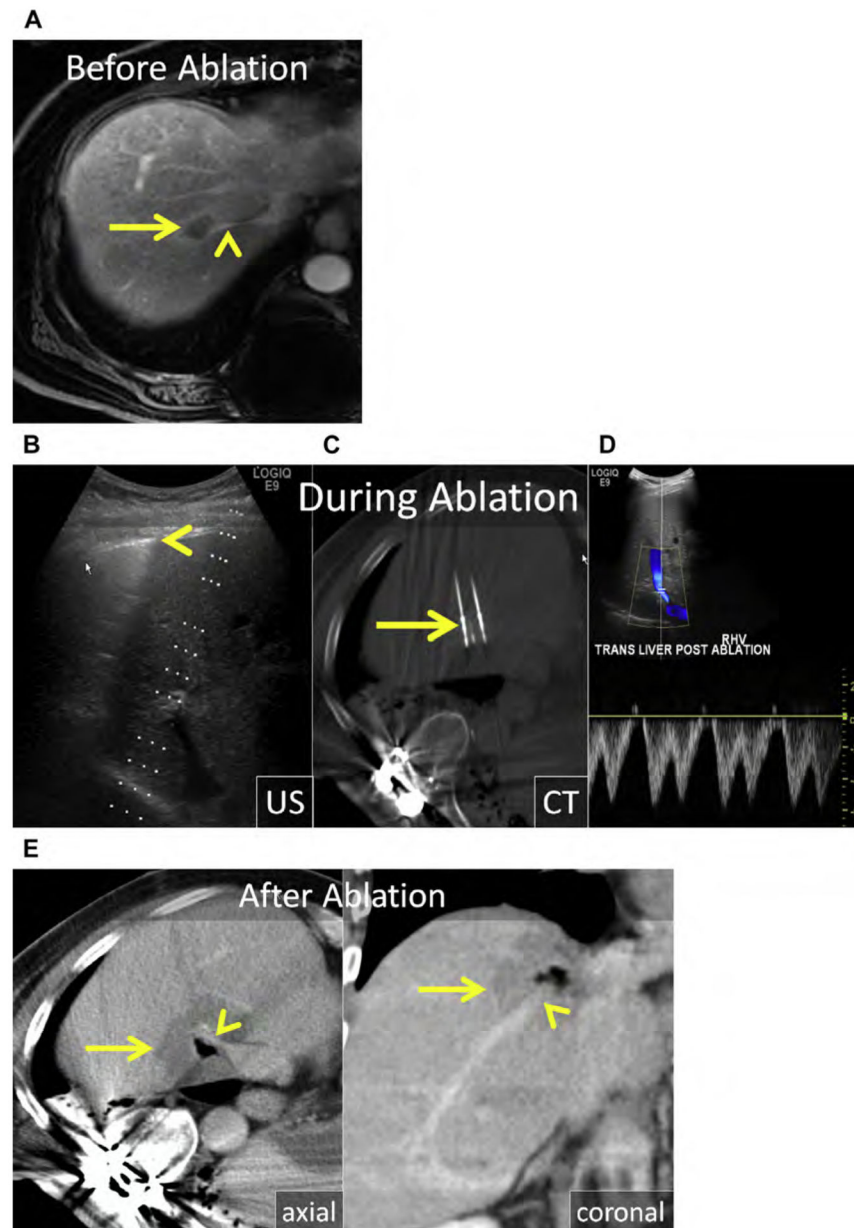 A
Before Ablation
B
LOGIQ
E9
US
C
During Ablation
CT
D
LOGIQ
E9
RHV
TRANS LIVER POST ABLATION
E
After Ablation
axial
coronal